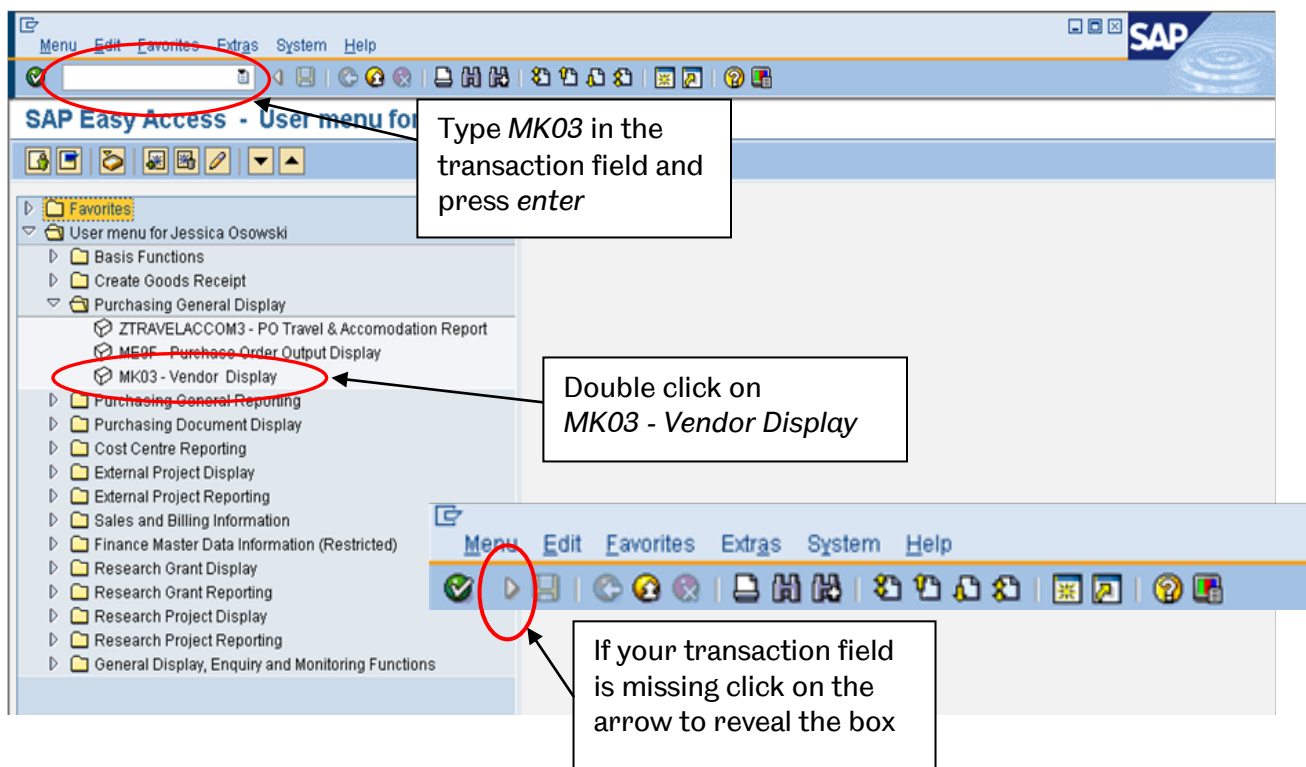 Menu Edit Favorites Extras System Help
SAP
SAP Easy Access - User menu for
Type MK03 in the
transaction field and
press enter
Favorites
User menu for Jessica Osowski
Basis Functions
Create Goods Receipt
Purchasing General Display
ZTRAVELACCOM3 - PO Travel & Accomodation Report
ME9F - Purchase Order Output Display
MK03 - Vendor Display
Purchasing General Reporting
Purchasing Document Display
Cost Centre Reporting
External Project Display
External Project Reporting
Sales and Billing Information
Finance Master Data Information (Restricted)
Research Grant Display
Research Grant Reporting
Research Project Display
Research Project Reporting
General Display, Enquiry and Monitoring Functions
Double click on
MK03 - Vendor Display
Menu Edit Favorites Extras System Help
If your transaction field
is missing click on the
arrow to reveal the box